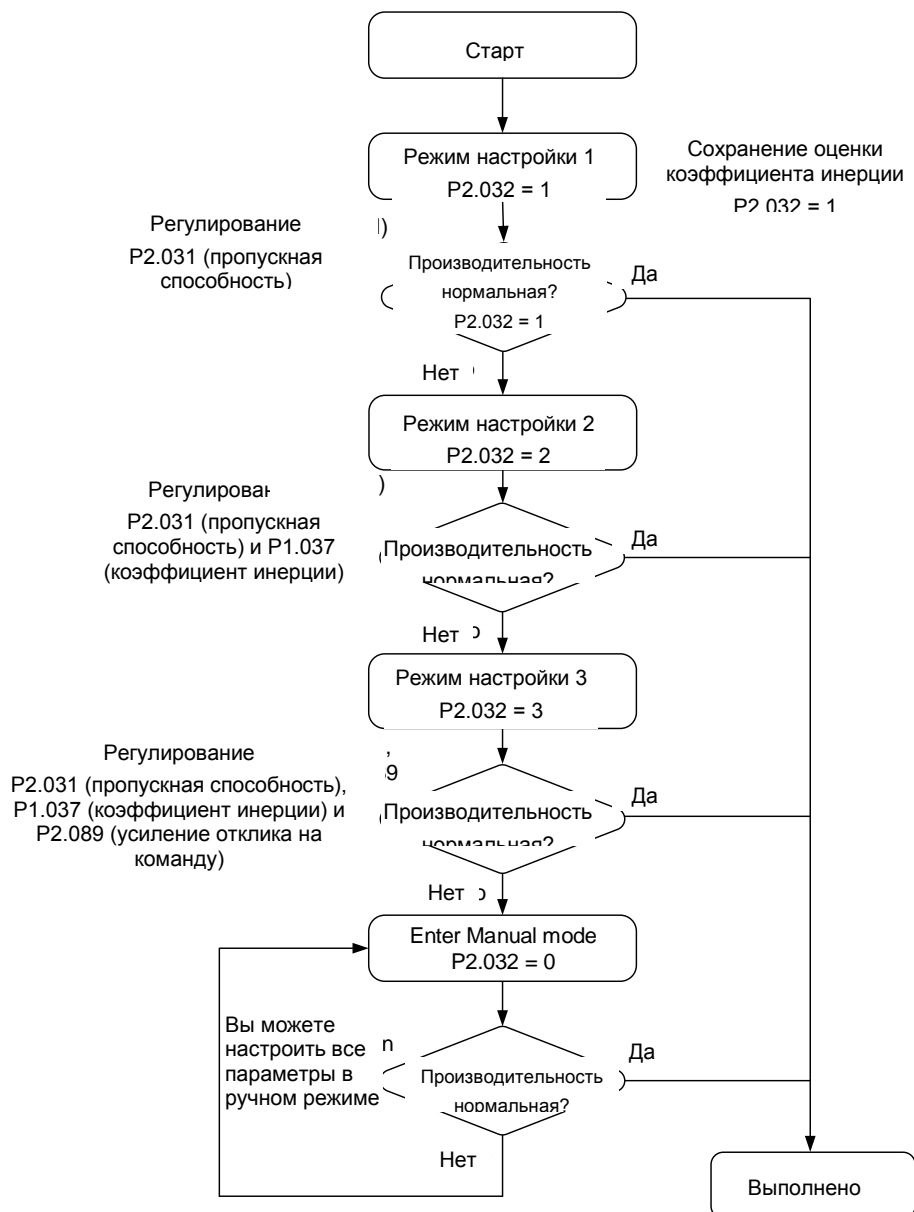 Старт
Режим настройки 1
P2.032 = 1
Сохранение оценки
коэффициента инерции
P2.032 = 1
Регулирование
P2.031 (пропускная
способность)
)
Производительность
нормальная?
P2.032 = 1
Да
Нет
Режим настройки 2
P2.032 = 2
Регулирован
P2.031 (пропускная
способность) и P1.037
(коэффициент инерции)
)
Производительность
нормальная?
Да
Нет
Режим настройки 3
P2.032 = 3
Регулирование
P2.031 (пропускная способность),
P1.037 (коэффициент инерции) и
P2.089 (усиление отклика на
команду)
,
9
Производительность
нормальная?
Да
Нет
Enter Manual mode
P2.032 = 0
Вы можете
настроить все
параметры в
ручном режиме
n
Производительность
нормальная?
Да
Нет
Выполнено